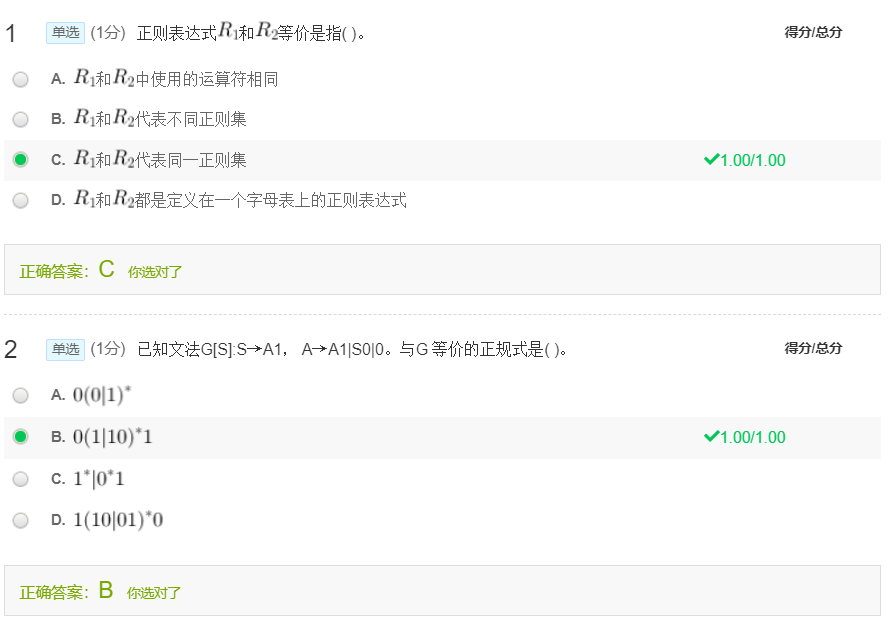 1 单选 (1分) 正则表达式R₁和R₂等价是指( )。 得分/总分
A. R₁和R₂中使用的运算符相同
B. R₁和R₂代表不同正则集
C. R₁和R₂代表同一正则集 ✔1.00/1.00
D. R₁和R₂都是定义在一个字母表上的正则表达式
正确答案：C 你选对了
2 单选 (1分) 已知文法G[S]:S→A1， A→A1|S0|0。与G 等价的正规式是( )。 得分/总分
A. 0(0|1)*
B. 0(1|10)*1 ✔1.00/1.00
C. 1*|0*1
D. 1(10|01)*0
正确答案：B 你选对了